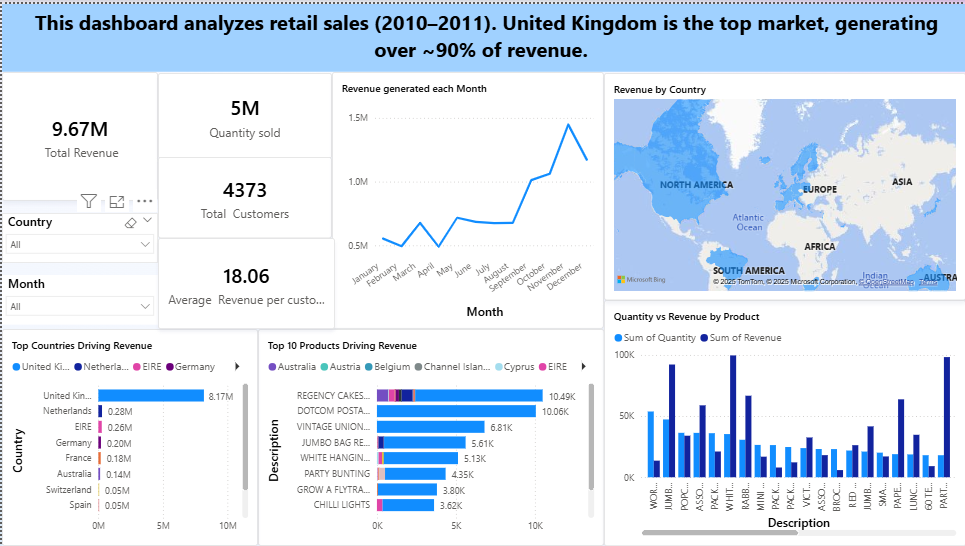 This dashboard analyzes retail sales (2010–2011). United Kingdom is the top market, generating
over ~90% of revenue.
9.67M
Total Revenue
5M
Quantity sold
4373
Total Customers
18.06
Average Revenue per custo...
Country
All
Month
All
Revenue generated each Month
1.5M
1.0M
0.5M
January
February
March
April
May
June
July
August
September
October
November
December
Month
Revenue by Country
NORTH AMERICA
EUROPE
ASIA
Atlantic
Ocean
AFRICA
SOUTH AMERICA
Indian
Ocean
AUSTRA
Microsoft Bing
© 2025 TomTom, © 2025 Microsoft Corporation, © OpenStreetMap Terms
Top Countries Driving Revenue
United Ki... Netherla... EIRE Germany
Country
United Kin... 8.17M
Netherlands 0.28M
EIRE 0.26M
Germany 0.20M
France 0.18M
Australia 0.14M
Switzerland 0.05M
Spain 0.05M
0M 5M 10M
Top 10 Products Driving Revenue
Australia Austria Belgium Channel Islan... Cyprus EIRE
Description
REGENCY CAKES... 10.49K
DOTCOM POSTA... 10.06K
VINTAGE UNION... 6.81K
JUMBO BAG RE... 5.61K
WHITE HANGIN... 5.13K
PARTY BUNTING 4.35K
GROW A FLYTRA... 3.80K
CHILLI LIGHTS 3.62K
0K 5K 10K
Quantity vs Revenue by Product
Sum of Quantity Sum of Revenue
100K
50K
0K
WOR...
JUMB...
POPC...
ASSO...
PACK...
WHIT...
RABB...
MINI ...
PACK...
PACK...
VICT...
ASSO...
BROC...
RED ...
JUMB...
SMA...
PAPE...
LUNC...
60 TE...
PART...
Description